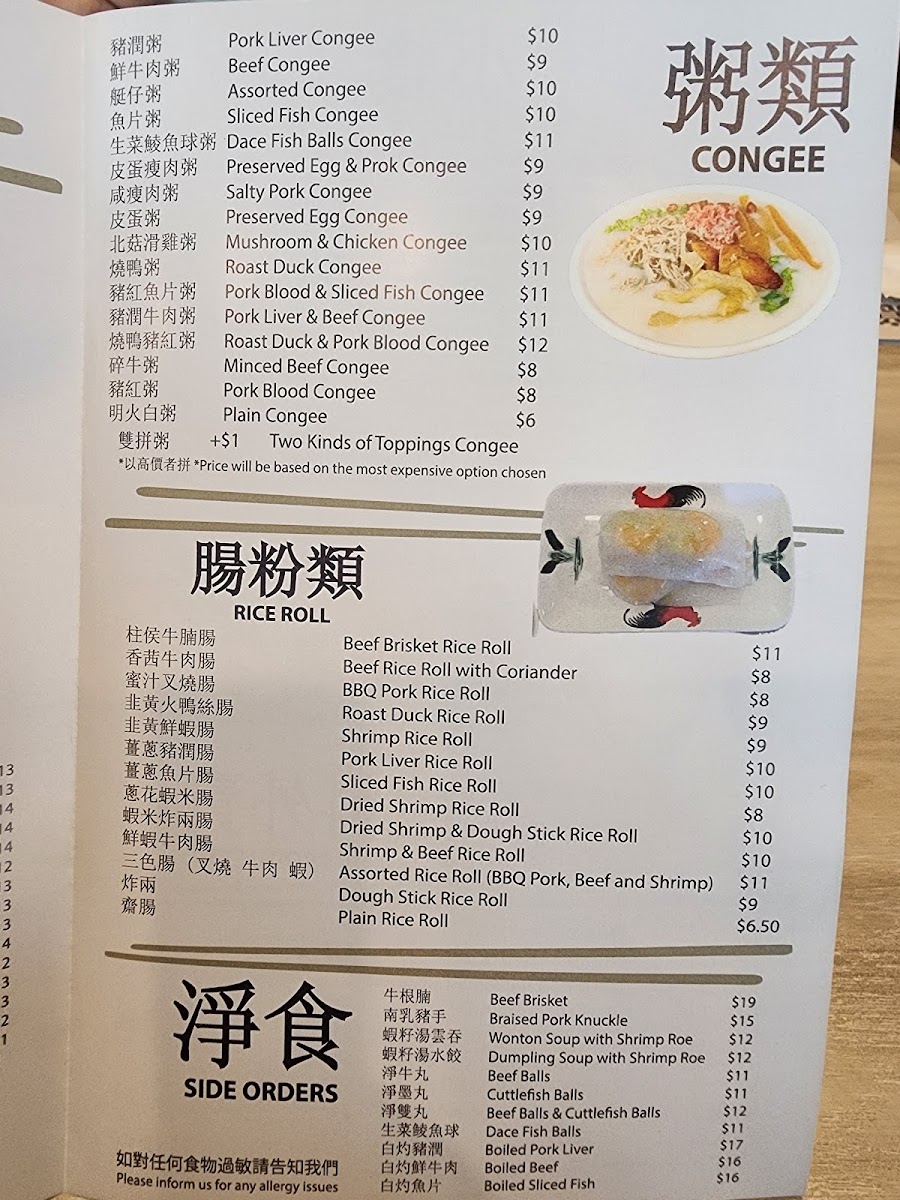 粥類
CONGEE
豬潤粥 Pork Liver Congee $10
鮮牛肉粥 Beef Congee $9
艇仔粥 Assorted Congee $10
魚片粥 Sliced Fish Congee $10
生菜鯪魚球粥 Dace Fish Balls Congee $11
皮蛋瘦肉粥 Preserved Egg & Prok Congee $9
咸瘦肉粥 Salty Pork Congee $9
皮蛋粥 Preserved Egg Congee $9
北菇滑雞粥 Mushroom & Chicken Congee $10
燒鴨粥 Roast Duck Congee $11
豬紅魚片粥 Pork Blood & Sliced Fish Congee $11
豬潤牛肉粥 Pork Liver & Beef Congee $11
燒鴨豬紅粥 Roast Duck & Pork Blood Congee $12
碎牛粥 Minced Beef Congee $8
豬紅粥 Pork Blood Congee $8
明火白粥 Plain Congee $6
雙拼粥 +$1 Two Kinds of Toppings Congee
*以高價者拼 *Price will be based on the most expensive option chosen
腸粉類
RICE ROLL
柱侯牛腩腸 Beef Brisket Rice Roll $11
香茜牛肉腸 Beef Rice Roll with Coriander $8
蜜汁叉燒腸 BBQ Pork Rice Roll $8
韭黃火鴨絲腸 Roast Duck Rice Roll $9
韭黃鮮蝦腸 Shrimp Rice Roll $9
薑蔥豬潤腸 Pork Liver Rice Roll $10
薑蔥魚片腸 Sliced Fish Rice Roll $10
蔥花蝦米腸 Dried Shrimp Rice Roll $8
蝦米炸兩腸 Dried Shrimp & Dough Stick Rice Roll $10
鮮蝦牛肉腸 Shrimp & Beef Rice Roll $10
三色腸 (叉燒 牛肉 蝦) Assorted Rice Roll (BBQ Pork, Beef and Shrimp) $11
炸兩 Dough Stick Rice Roll $9
齋腸 Plain Rice Roll $6.50
淨食
SIDE ORDERS
牛根腩 Beef Brisket $19
南乳豬手 Braised Pork Knuckle $15
蝦籽湯雲吞 Wonton Soup with Shrimp Roe $12
蝦籽湯水餃 Dumpling Soup with Shrimp Roe $12
淨牛丸 Beef Balls $11
淨墨丸 Cuttlefish Balls $11
淨雙丸 Beef Balls & Cuttlefish Balls $12
生菜鯪魚球 Dace Fish Balls $11
白灼豬潤 Boiled Pork Liver $17
白灼鮮牛肉 Boiled Beef $16
白灼魚片 Boiled Sliced Fish $16
如對任何食物過敏請告知我們
Please inform us for any allergy issues